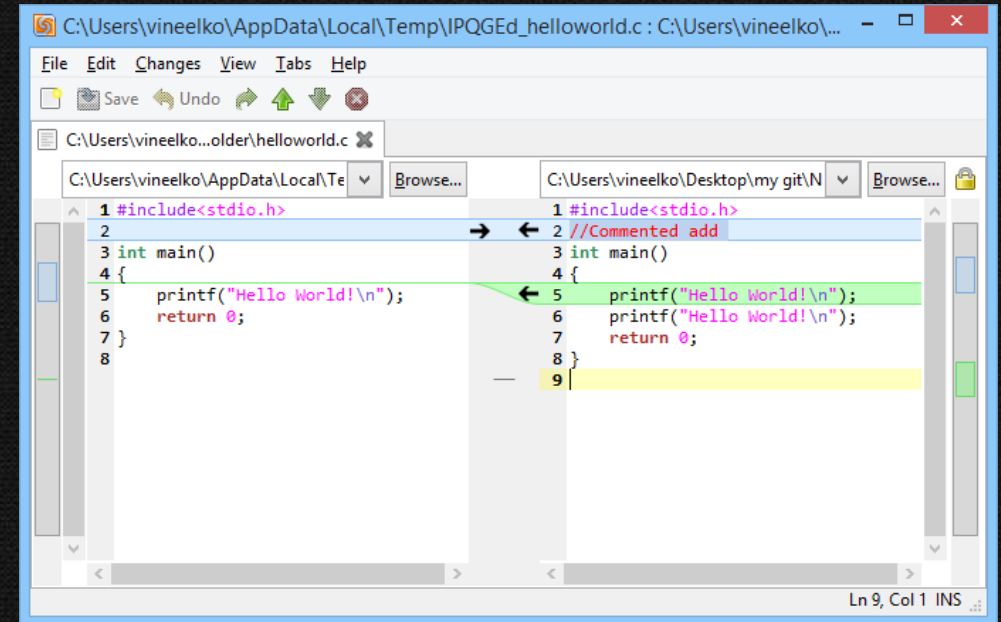 C:\Users\vineelko\AppData\Local\Temp\IPQGEd_helloworld.c : C:\Users\vineelko\...
File Edit Changes View Tabs Help
Save Undo
C:\Users\vineelko...older\helloworld.c
C:\Users\vineelko\AppData\Local\Te Browse... C:\Users\vineelko\Desktop\my git\N Browse...
1 #include<stdio.h>
2
3 int main()
4 {
5     printf("Hello World!\n");
6     return 0;
7 }
8
1 #include<stdio.h>
2 //Commented add
3 int main()
4 {
5     printf("Hello World!\n");
6     printf("Hello World!\n");
7     return 0;
8 }
9
Ln 9, Col 1 INS